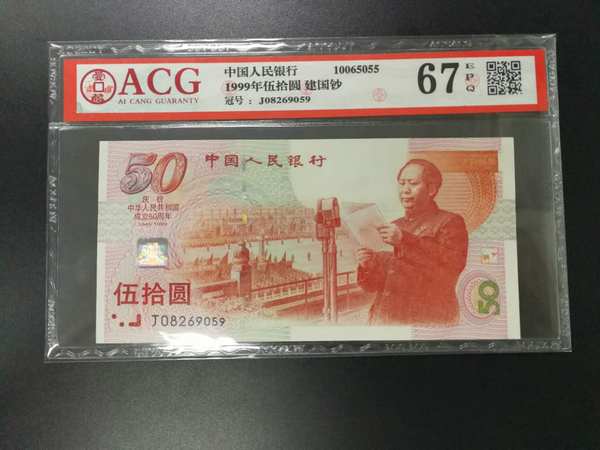 ACG
AI CANG GUARANTY
中国人民银行 10065055
1999年伍拾圆 建国钞
冠号： J08269059
67
E
P
Q
50
中国人民银行
庆祝
中华人民共和国
成立50周年
伍拾圆
J08269059
50